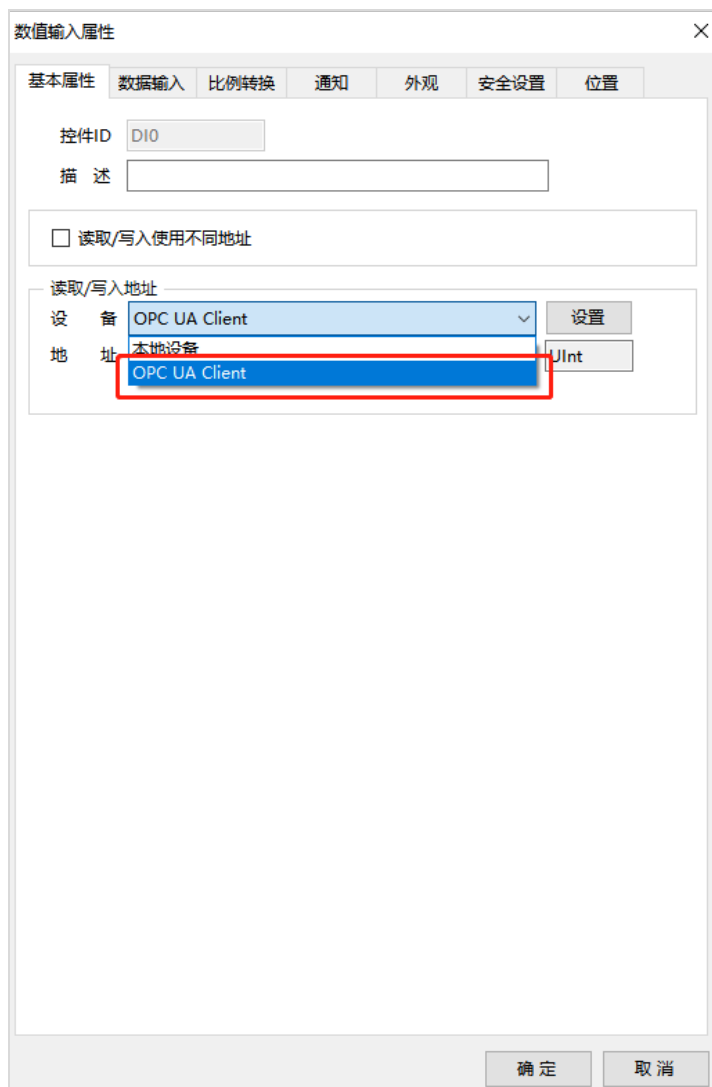 数值输入属性
基本属性 数据输入 比例转换 通知 外观 安全设置 位置
控件ID DI0
描 述
读取/写入使用不同地址
读取/写入地址
设 备 OPC UA Client 设置
地 址 本地设备 UInt
OPC UA Client
确 定 取 消